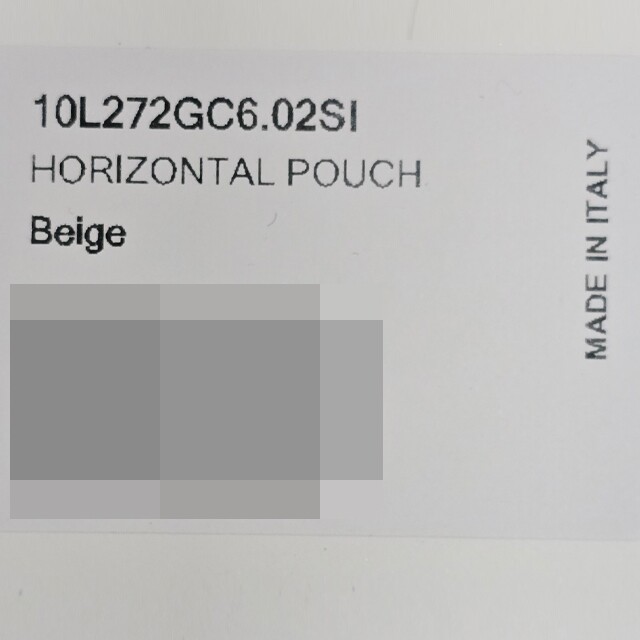 10L272GC6.02SI
HORIZONTAL POUCH
Beige
MADE IN ITALY